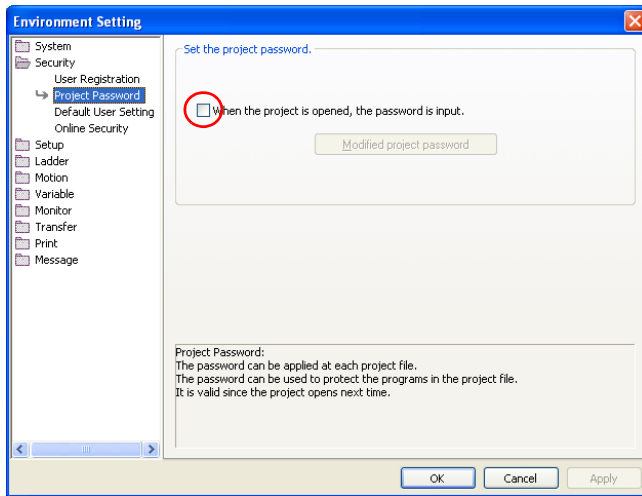 Environment Setting
System
Security
User Registration
Project Password
Default User Setting
Online Security
Setup
Ladder
Motion
Variable
Monitor
Transfer
Print
Message
Set the project password.
When the project is opened, the password is input.
Modified project password
Project Password:
The password can be applied at each project file.
The password can be used to protect the programs in the project file.
It is valid since the project opens next time.
OK
Cancel
Apply